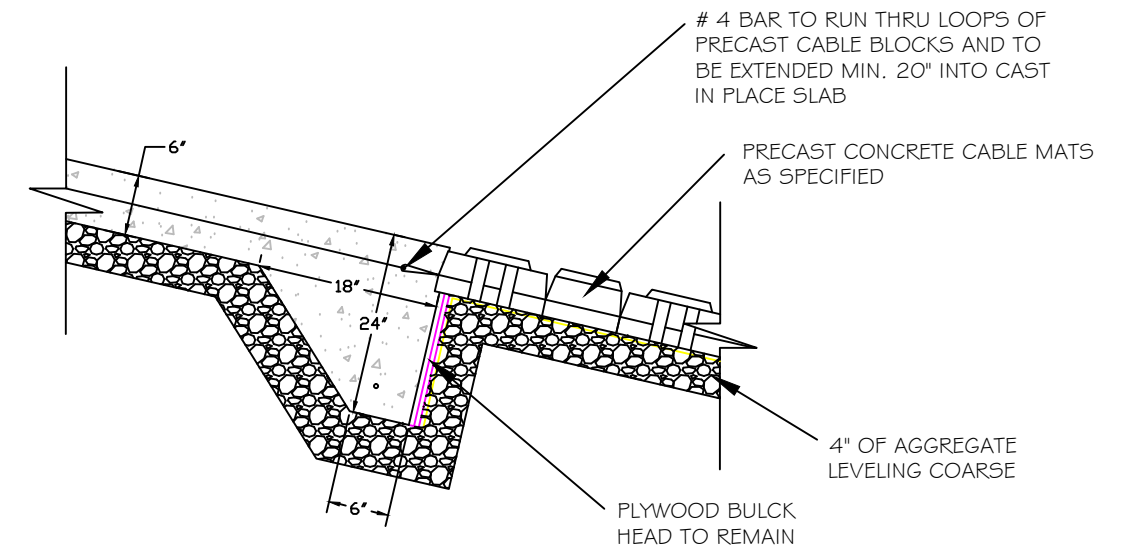 # 4 BAR TO RUN THRU LOOPS OF
PRECAST CABLE BLOCKS AND TO
BE EXTENDED MIN. 20" INTO CAST
IN PLACE SLAB
6"
PRECAST CONCRETE CABLE MATS
AS SPECIFIED
18"
24"
4" OF AGGREGATE
LEVELING COARSE
6"
PLYWOOD BULCK
HEAD TO REMAIN